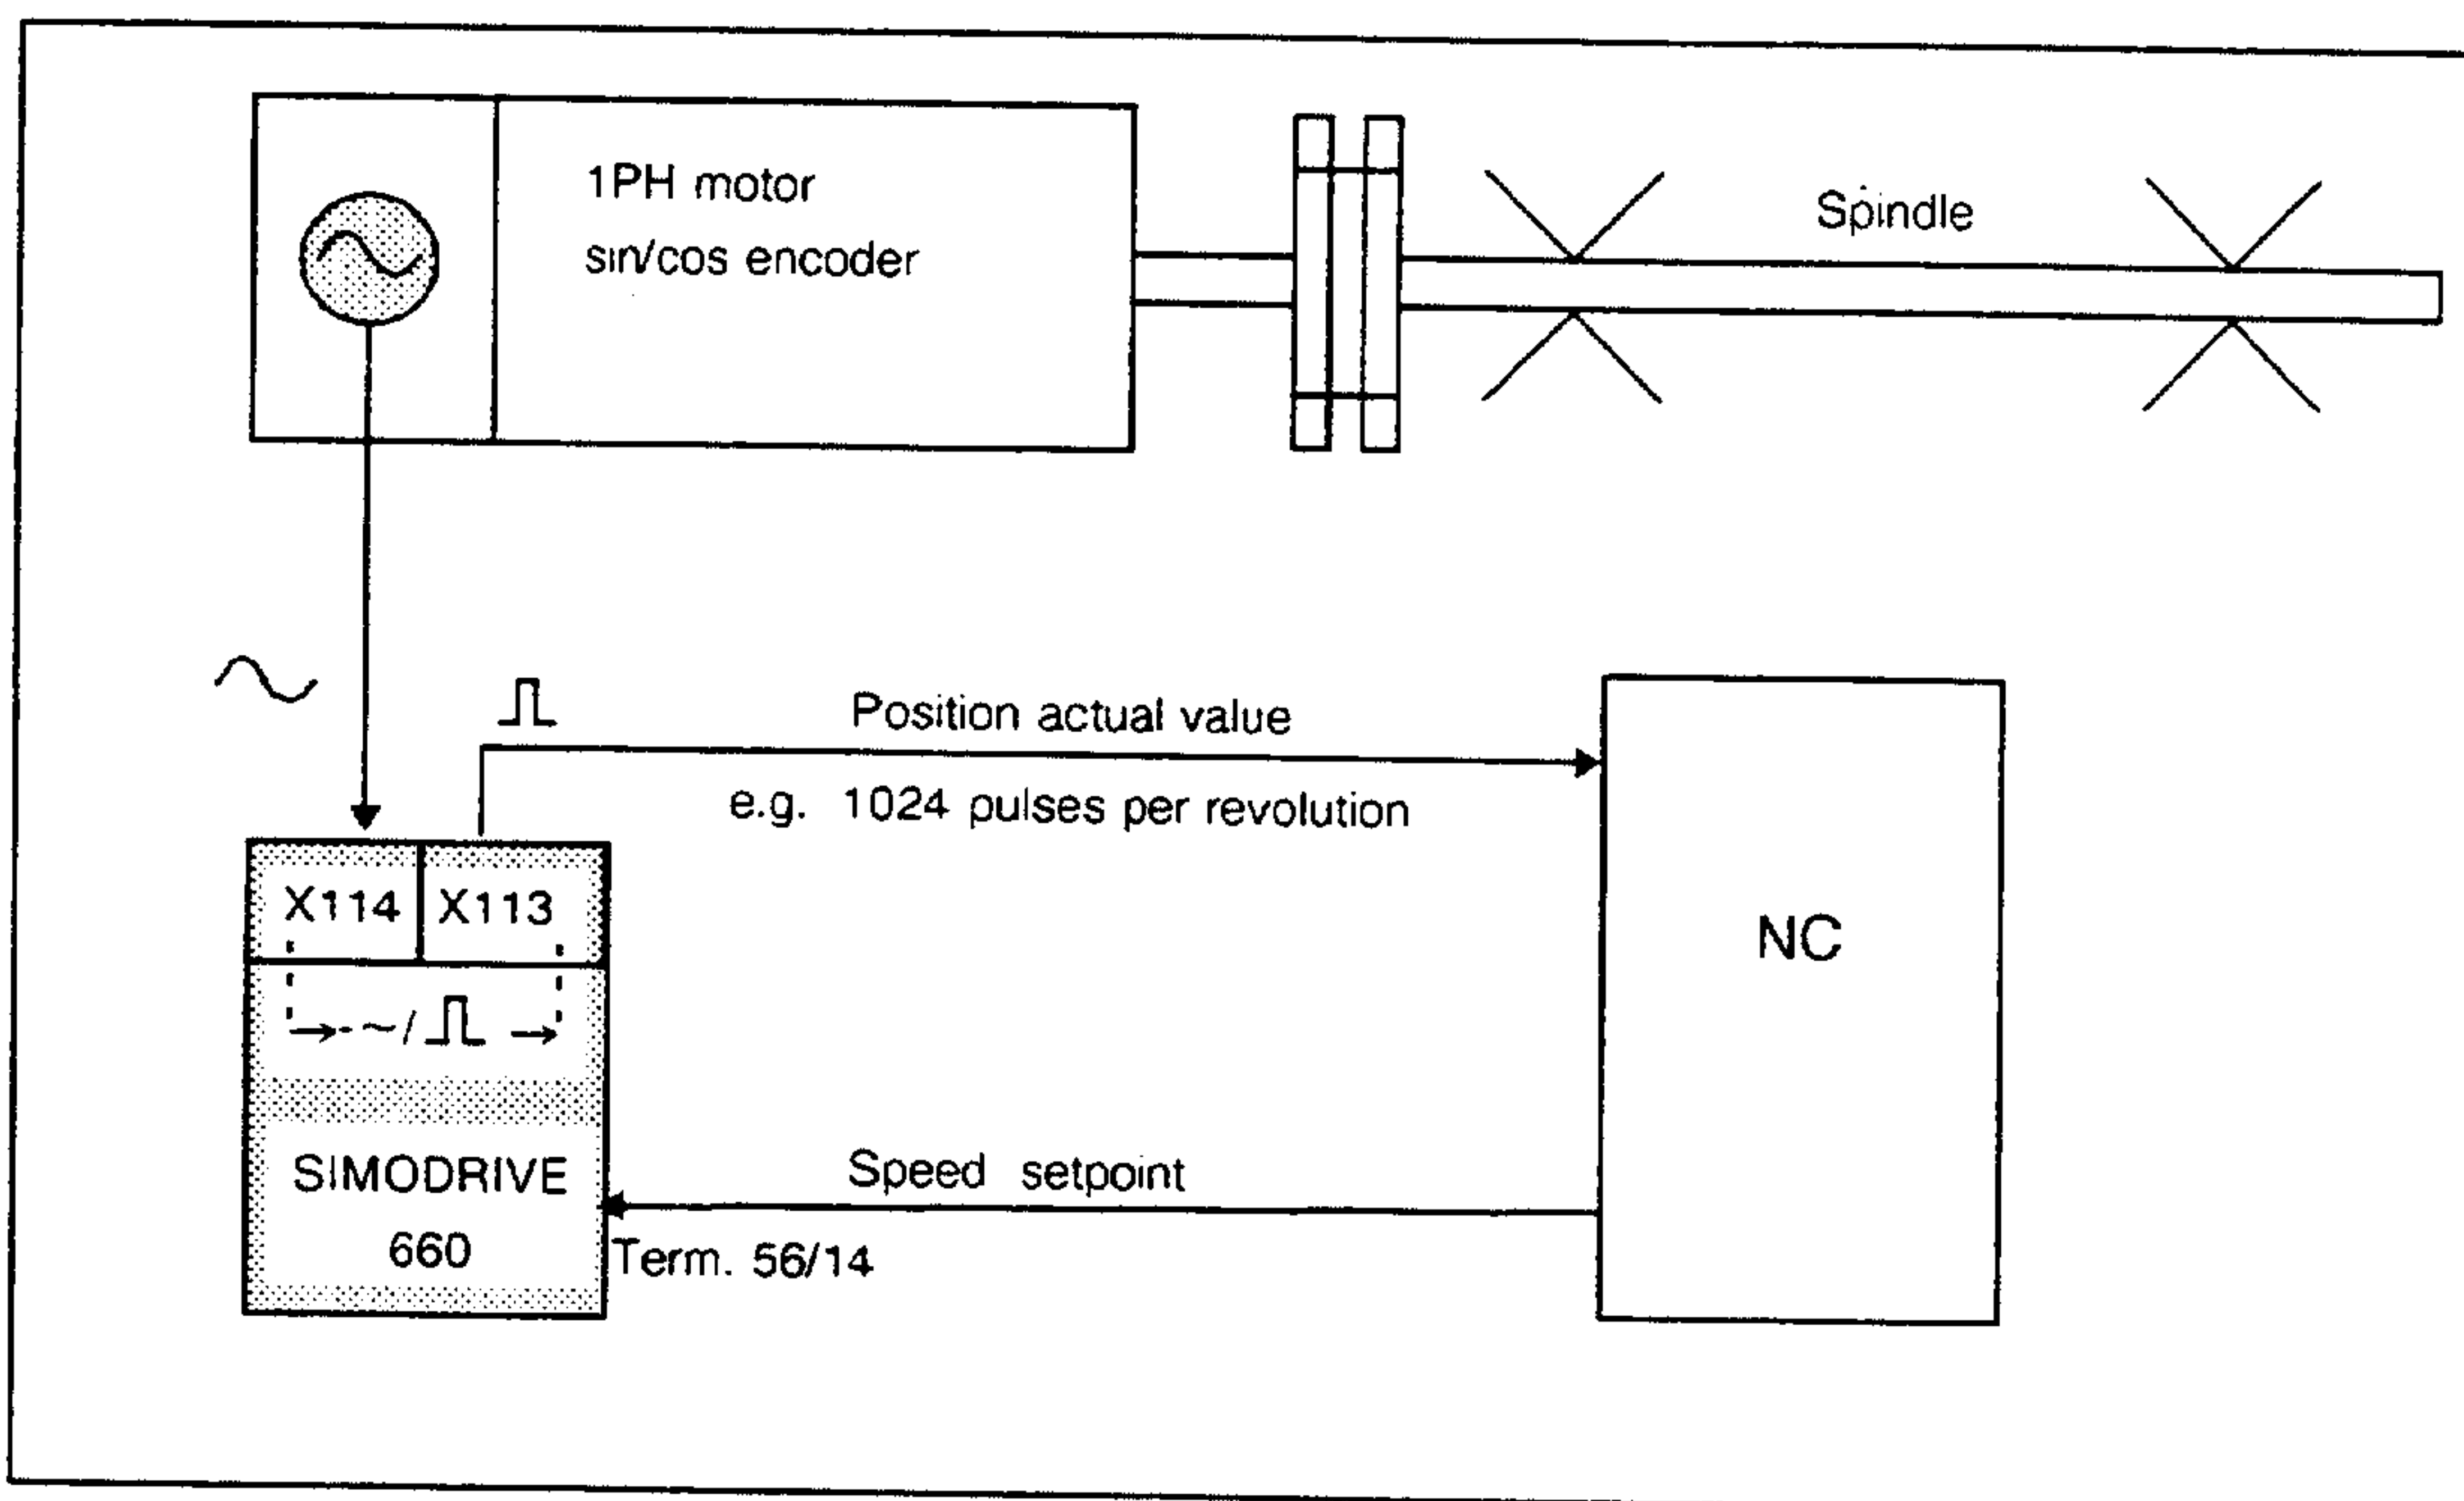 1PH motor
sin/cos encoder
Spindle
Position actual value
e.g. 1024 pulses per revolution
X114 X113
~/
NC
SIMODRIVE
660
Speed setpoint
Term. 56/14